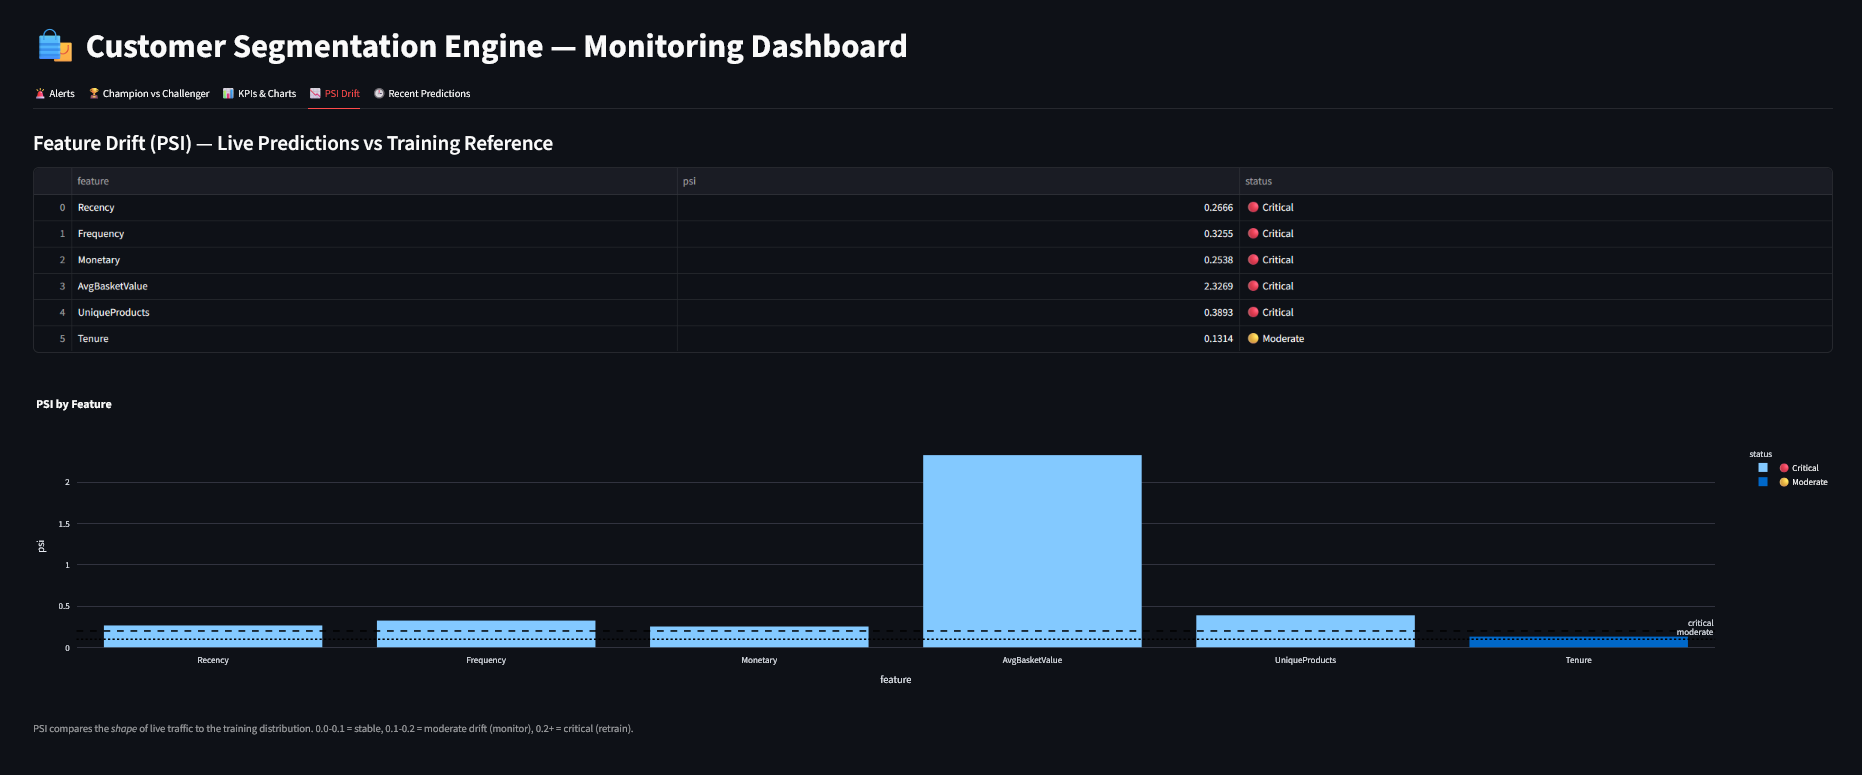 Customer Segmentation Engine — Monitoring Dashboard
Alerts Champion vs Challenger KPIs & Charts PSI Drift Recent Predictions
Feature Drift (PSI) — Live Predictions vs Training Reference
feature psi status
0 Recency 0.2666 Critical
1 Frequency 0.3255 Critical
2 Monetary 0.2538 Critical
3 AvgBasketValue 2.3269 Critical
4 UniqueProducts 0.3893 Critical
5 Tenure 0.1314 Moderate
PSI by Feature
status
Critical
Moderate
2
1.5
1
0.5
0
psi
critical
moderate
Recency Frequency Monetary AvgBasketValue UniqueProducts Tenure
feature
PSI compares the shape of live traffic to the training distribution. 0.0-0.1 = stable, 0.1-0.2 = moderate drift (monitor), 0.2+ = critical (retrain).